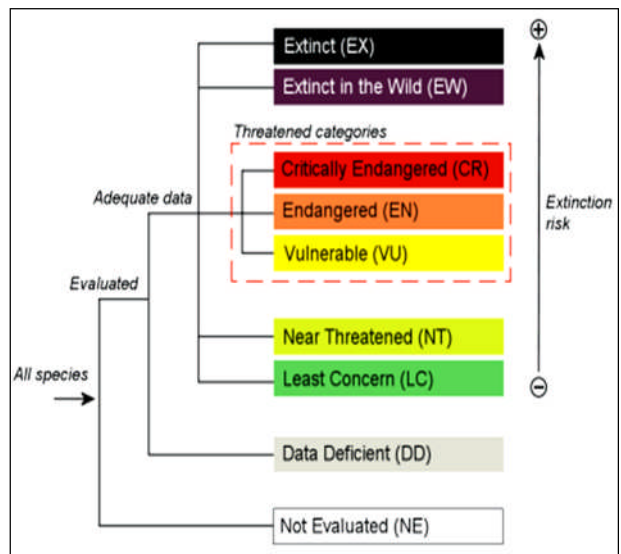 Extinct (EX)
Extinct in the Wild (EW)
Threatened categories
Critically Endangered (CR)
Adequate data
Endangered (EN)
Extinction
risk
Vulnerable (VU)
Evaluated
Near Threatened (NT)
All species
Least Concern (LC)
Data Deficient (DD)
Not Evaluated (NE)